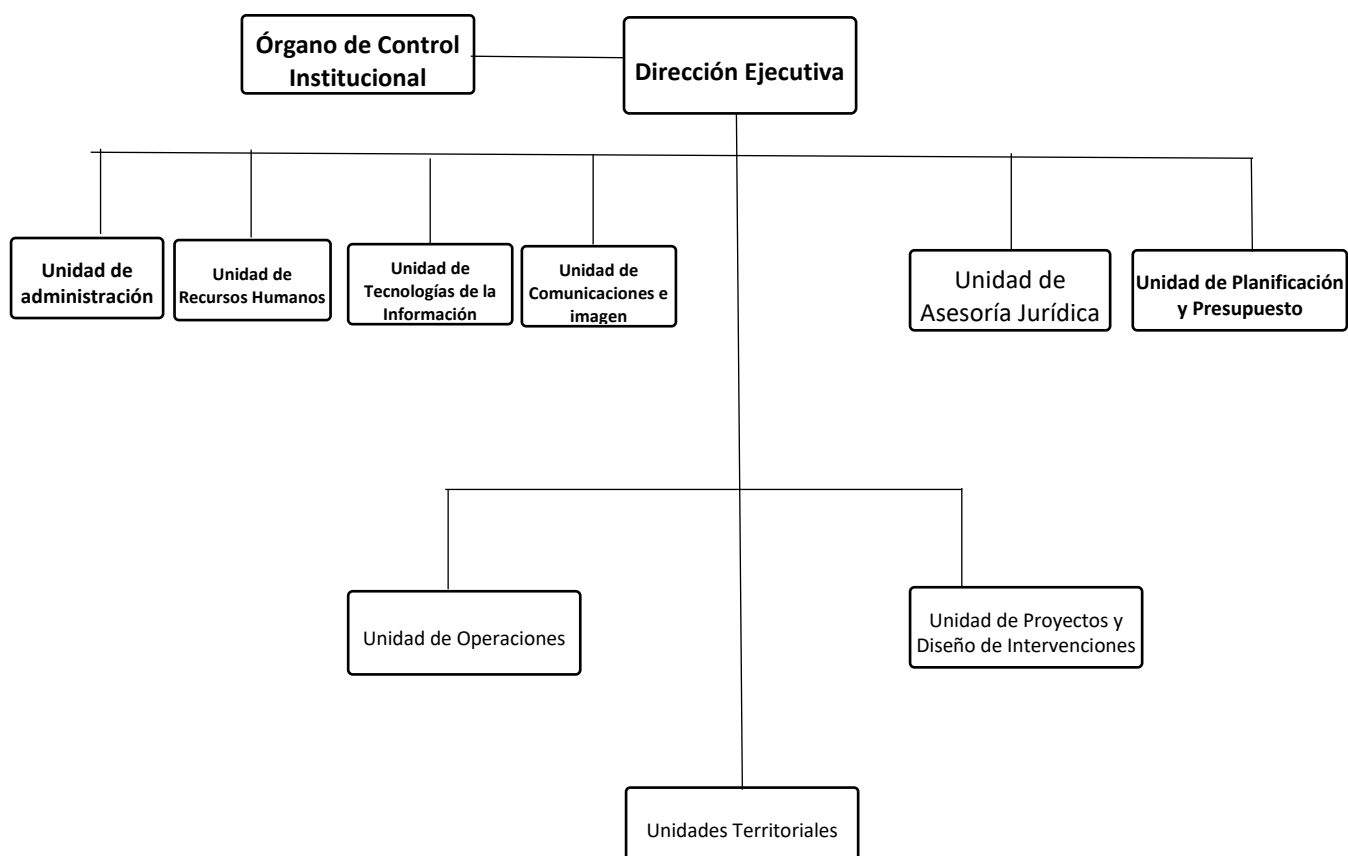 Órgano de Control
Institucional
Dirección Ejecutiva
Unidad de
administración
Unidad de
Recursos Humanos
Unidad de
Tecnologías de la
Información
Unidad de
Comunicaciones e
imagen
Unidad de
Asesoría Jurídica
Unidad de Planificación
y Presupuesto
Unidad de Operaciones
Unidad de Proyectos y
Diseño de Intervenciones
Unidades Territoriales